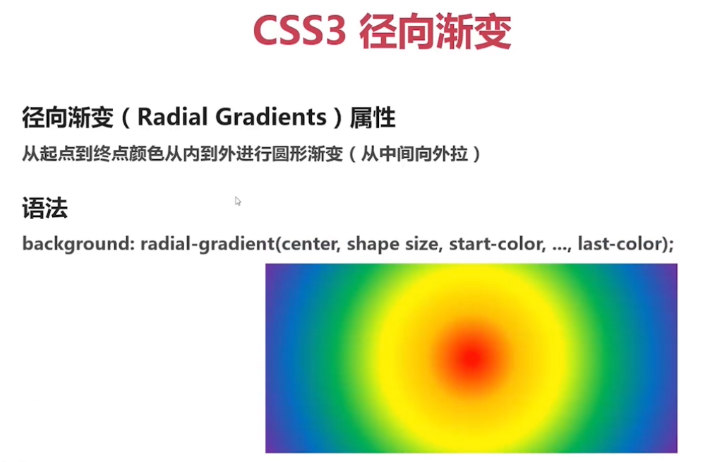 CSS3 径向渐变
径向渐变（Radial Gradients）属性
从起点到终点颜色从内到外进行圆形渐变（从中间向外拉）
语法
background: radial-gradient(center, shape size, start-color, ..., last-color);